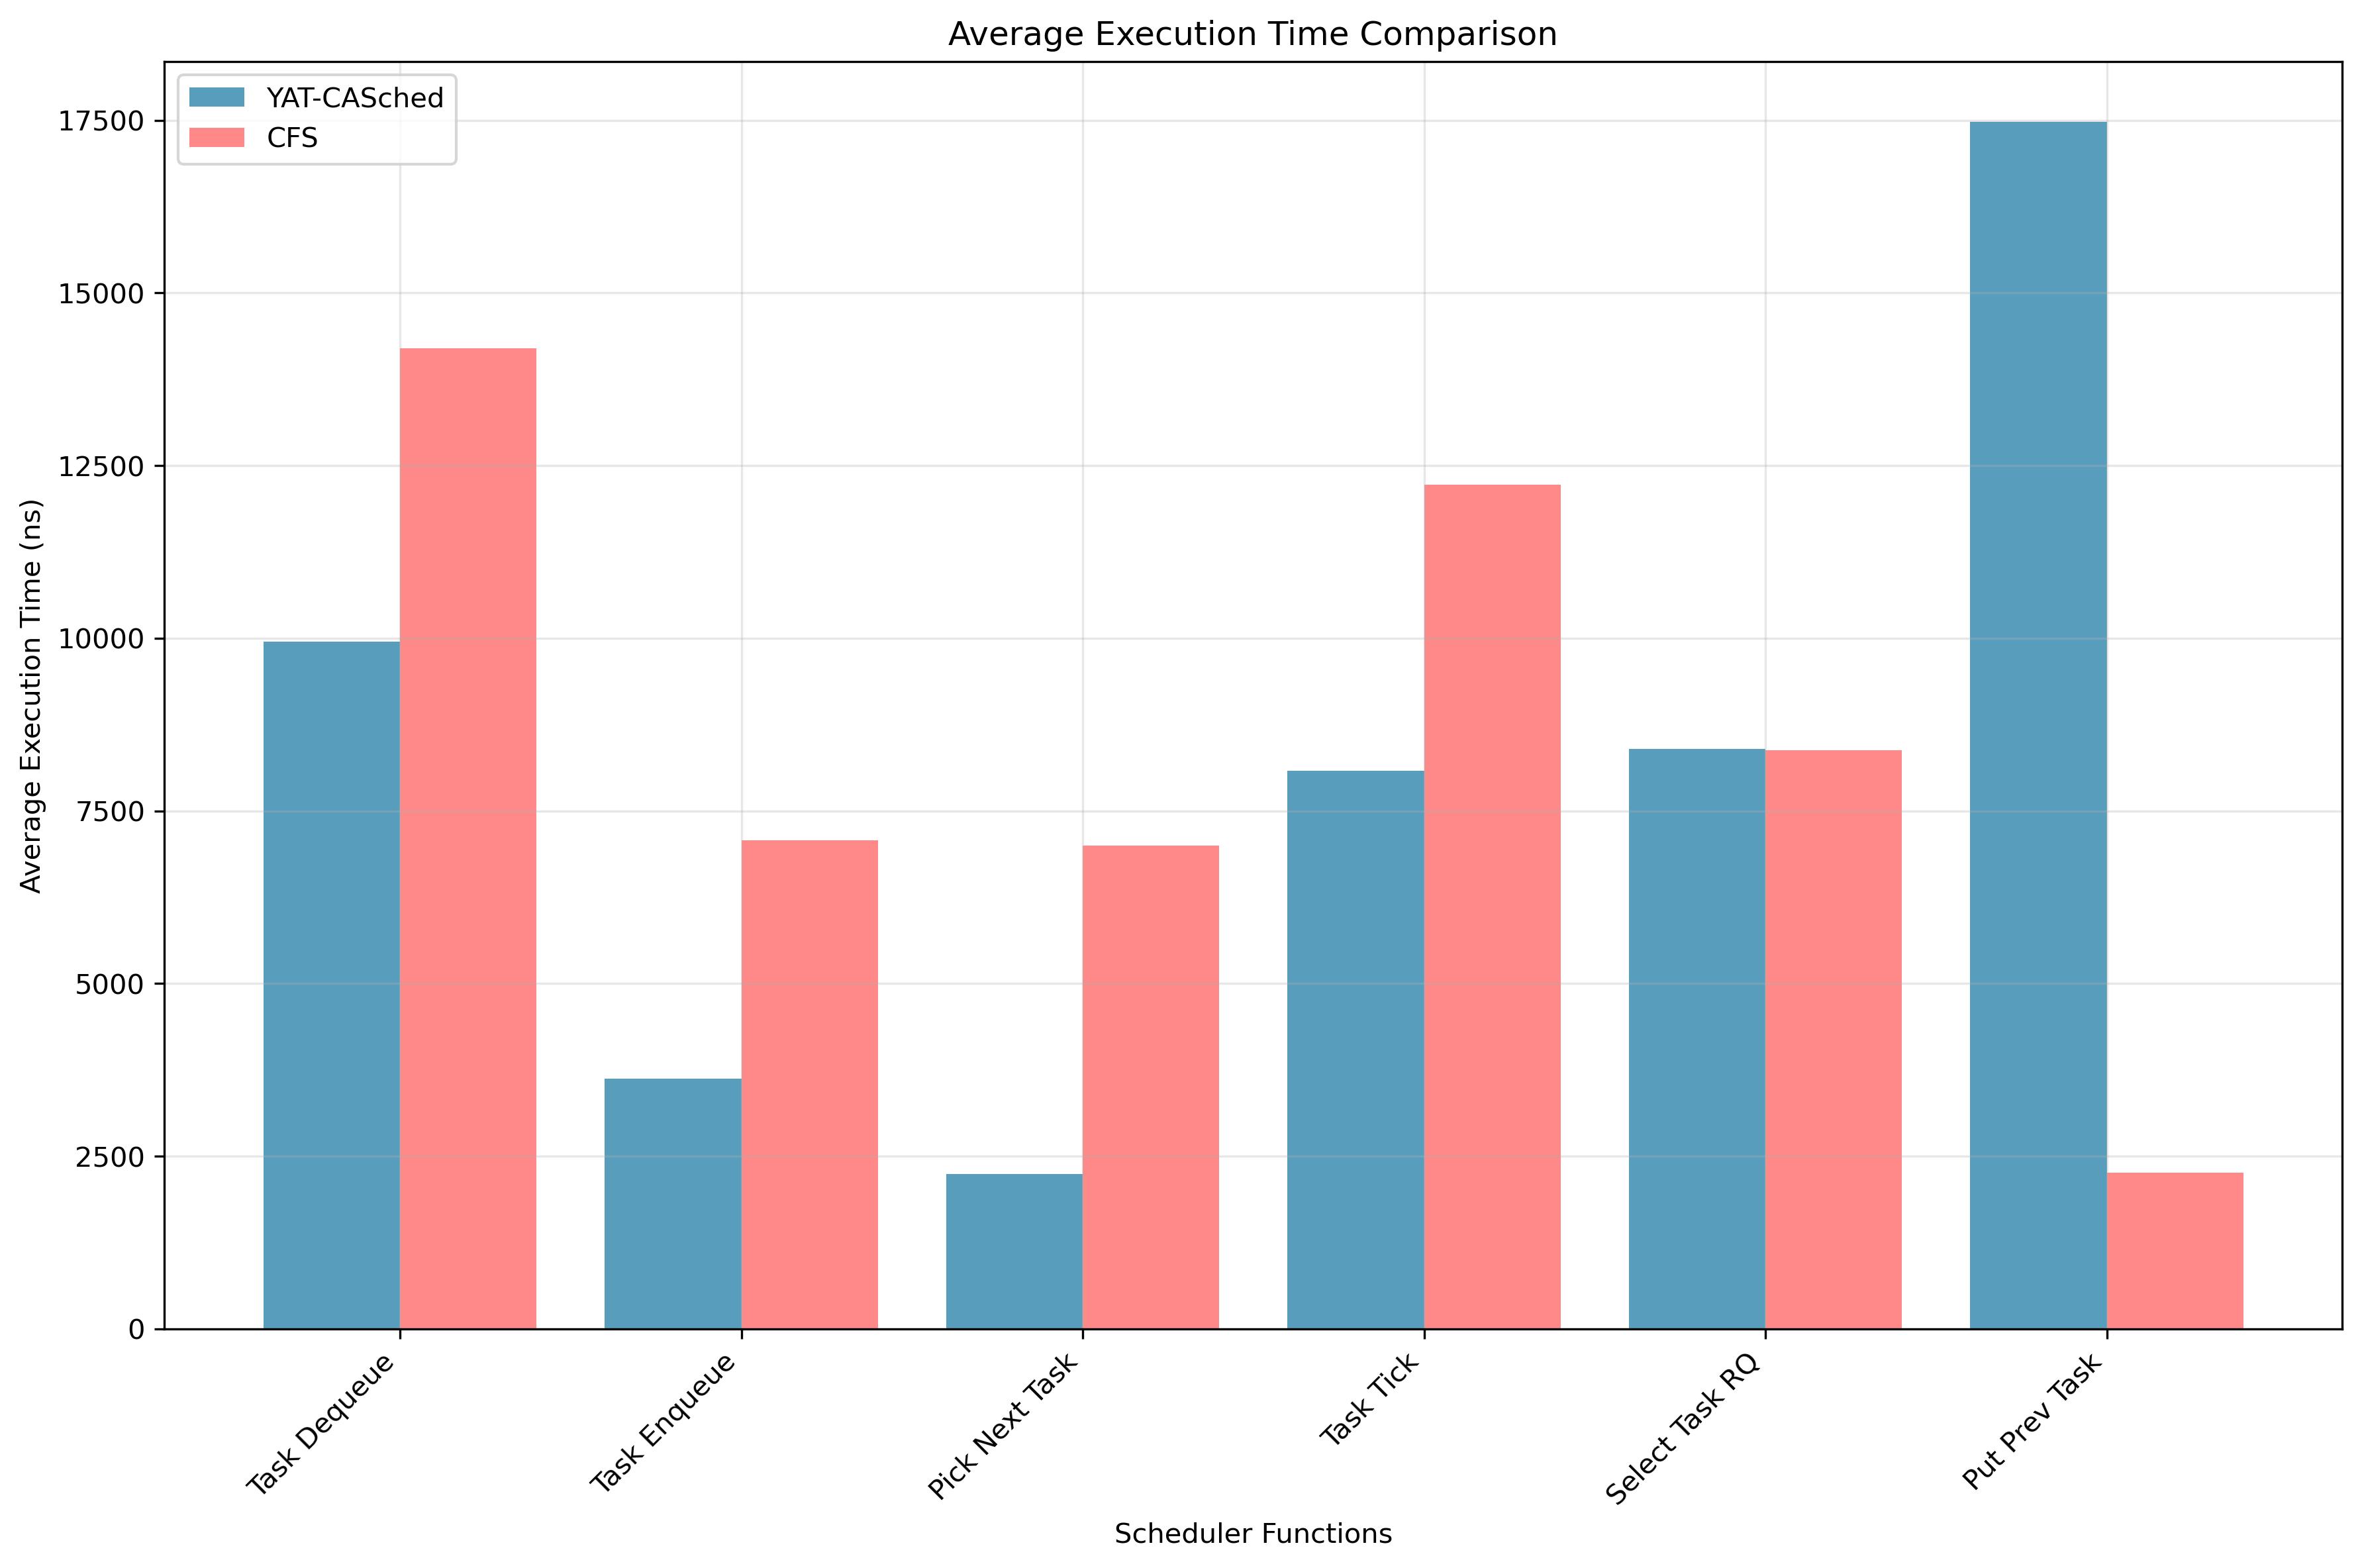 Average Execution Time Comparison
YAT-CASched
CFS
17500
15000
12500
10000
7500
5000
2500
0
Average Execution Time (ns)
Task Dequeue
Task Enqueue
Pick Next Task
Task Tick
Select Task RQ
Put Prev Task
Scheduler Functions